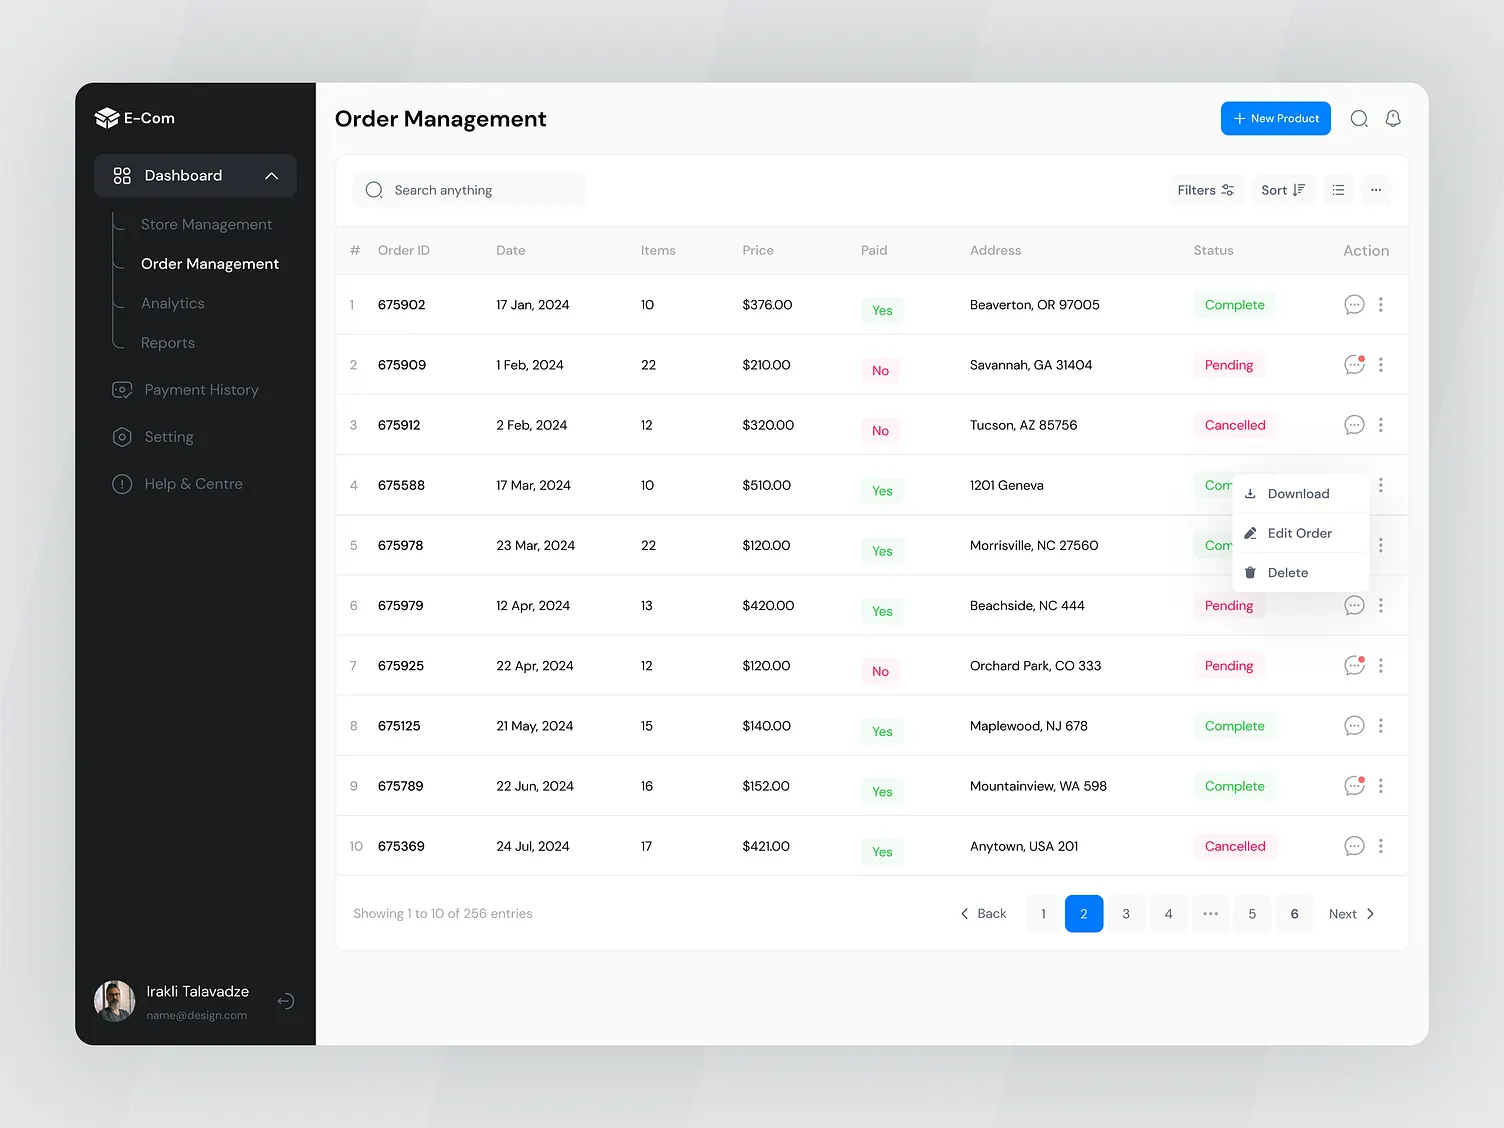 E-Com
Dashboard
Store Management
Order Management
Analytics
Reports
Payment History
Setting
Help & Centre
Irakli Talavadze
name@design.com
Order Management
+ New Product
Search anything
Filters
Sort
# Order ID Date Items Price Paid Address Status Action
1 675902 17 Jan, 2024 10 $376.00 Yes Beaverton, OR 97005 Complete
2 675909 1 Feb, 2024 22 $210.00 No Savannah, GA 31404 Pending
3 675912 2 Feb, 2024 12 $320.00 No Tucson, AZ 85756 Cancelled
4 675588 17 Mar, 2024 10 $510.00 Yes 1201 Geneva Com
5 675978 23 Mar, 2024 22 $120.00 Yes Morrisville, NC 27560 Com
6 675979 12 Apr, 2024 13 $420.00 Yes Beachside, NC 444 Pending
7 675925 22 Apr, 2024 12 $120.00 No Orchard Park, CO 333 Pending
8 675125 21 May, 2024 15 $140.00 Yes Maplewood, NJ 678 Complete
9 675789 22 Jun, 2024 16 $152.00 Yes Mountainview, WA 598 Complete
10 675369 24 Jul, 2024 17 $421.00 Yes Anytown, USA 201 Cancelled
Download
Edit Order
Delete
Showing 1 to 10 of 256 entries
Back 1 2 3 4 ... 5 6 Next